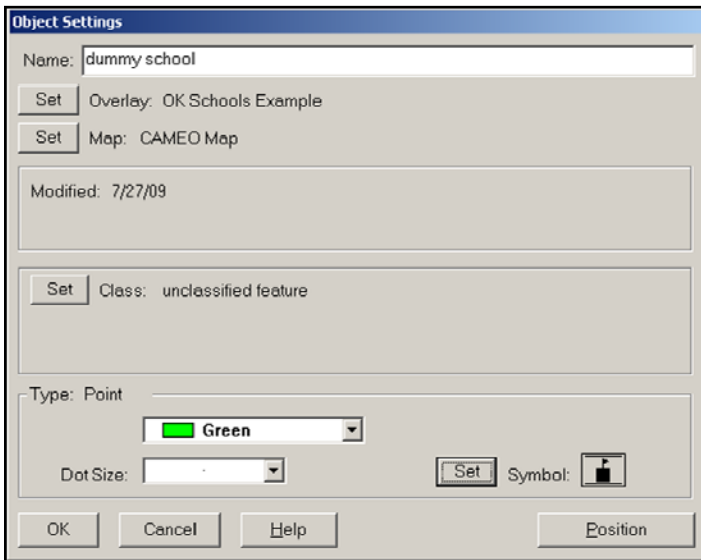 Object Settings
Name: dummy school
Set Overlay: OK Schools Example
Set Map: CAMEO Map
Modified: 7/27/09
Set Class: unclassified feature
Type: Point
Green
Dot Size: Set Symbol:
OK Cancel Help Position